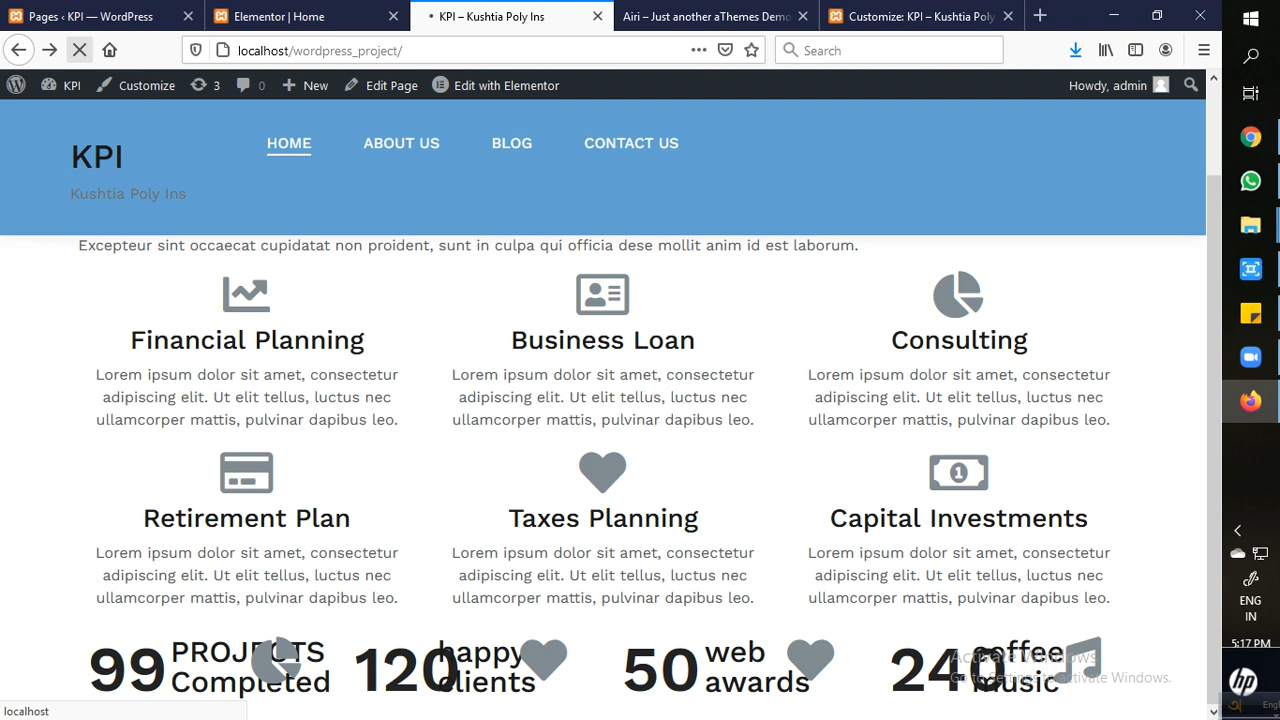 Pages ‹ KPI — WordPress
Elementor | Home
KPI – Kushtia Poly Ins
Airi – Just another aThemes Demo
Customize: KPI – Kushtia Poly
localhost/wordpress_project/
Search
KPI
Customize
3
0
New
Edit Page
Edit with Elementor
Howdy, admin
KPI
Kushtia Poly Ins
HOME
ABOUT US
BLOG
CONTACT US
Excepteur sint occaecat cupidatat non proident, sunt in culpa qui officia dese mollit anim id est laborum.
Financial Planning
Lorem ipsum dolor sit amet, consectetur
adipiscing elit. Ut elit tellus, luctus nec
ullamcorper mattis, pulvinar dapibus leo.
Business Loan
Lorem ipsum dolor sit amet, consectetur
adipiscing elit. Ut elit tellus, luctus nec
ullamcorper mattis, pulvinar dapibus leo.
Consulting
Lorem ipsum dolor sit amet, consectetur
adipiscing elit. Ut elit tellus, luctus nec
ullamcorper mattis, pulvinar dapibus leo.
Retirement Plan
Lorem ipsum dolor sit amet, consectetur
adipiscing elit. Ut elit tellus, luctus nec
ullamcorper mattis, pulvinar dapibus leo.
Taxes Planning
Lorem ipsum dolor sit amet, consectetur
adipiscing elit. Ut elit tellus, luctus nec
ullamcorper mattis, pulvinar dapibus leo.
1
Capital Investments
Lorem ipsum dolor sit amet, consectetur
adipiscing elit. Ut elit tellus, luctus nec
ullamcorper mattis, pulvinar dapibus leo.
99
PROJECTS
Completed
120
happy
clients
50
web
awards
240
coffee
music
Activate Windows
Go to Settings to activate Windows.
localhost
ENG
IN
5:17 PM
hp
Eng